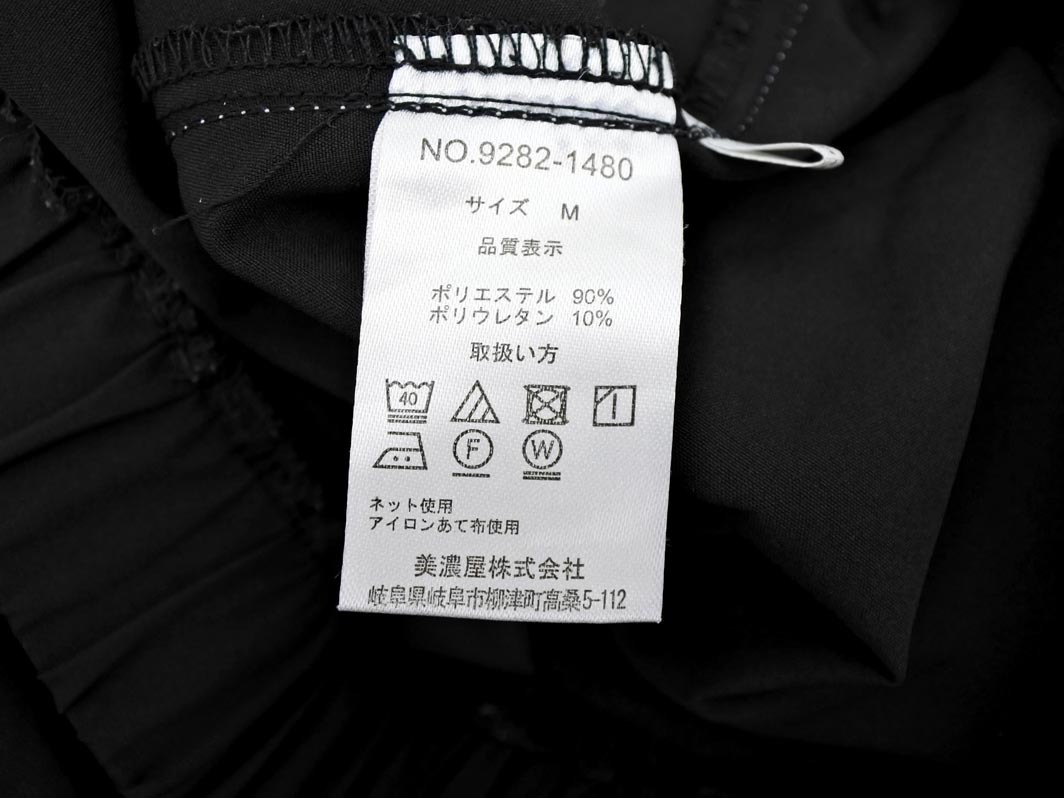 NO.9282-1480
サイズ M
品質表示
ポリエステル 90%
ポリウレタン 10%
取扱い方
40
F W
ネット使用
アイロンあて布使用
美濃屋株式会社
岐阜県岐阜市柳津町高桑5-112